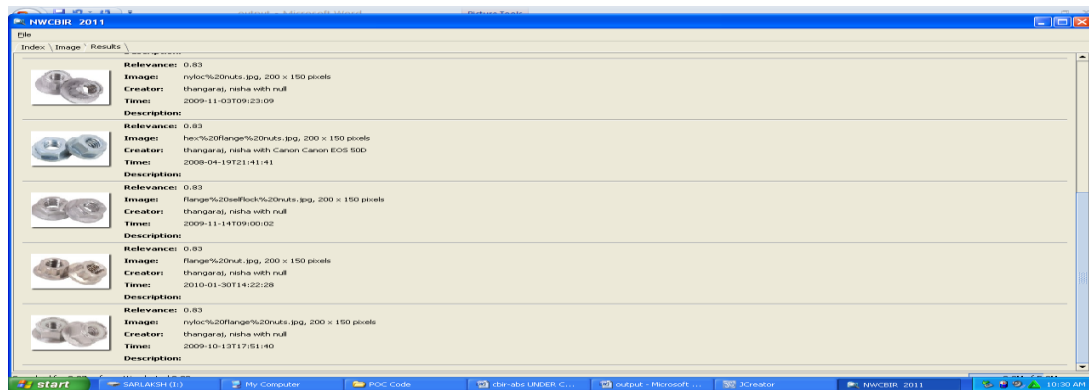 output - Microsoft Word
Picture Tools
NWCBIR 2011
File
Index
Image
Results
Description:
Relevance: 0.83
Image: nyloc%20nuts.jpg, 200 x 150 pixels
Creator: thangaraj, nisha with null
Time: 2009-11-03T09:23:09
Description:
Relevance: 0.83
Image: hex%20flange%20nuts.jpg, 200 x 150 pixels
Creator: thangaraj, nisha with Canon Canon EOS 50D
Time: 2008-04-19T21:41:41
Description:
Relevance: 0.83
Image: flange%20selflock%20nuts.jpg, 200 x 150 pixels
Creator: thangaraj, nisha with null
Time: 2009-11-14T09:00:02
Description:
Relevance: 0.83
Image: flange%20nut.jpg, 200 x 150 pixels
Creator: thangaraj, nisha with null
Time: 2010-01-30T14:22:28
Description:
Relevance: 0.83
Image: nyloc%20flange%20nuts.jpg, 200 x 150 pixels
Creator: thangaraj, nisha with null
Time: 2009-10-13T17:51:40
Description:
start
SARLAKSH (I:)
My Computer
POC Code
cbir-abs UNDER C...
output - Microsoft ...
JCreator
NWCBIR 2011
10:30 AM